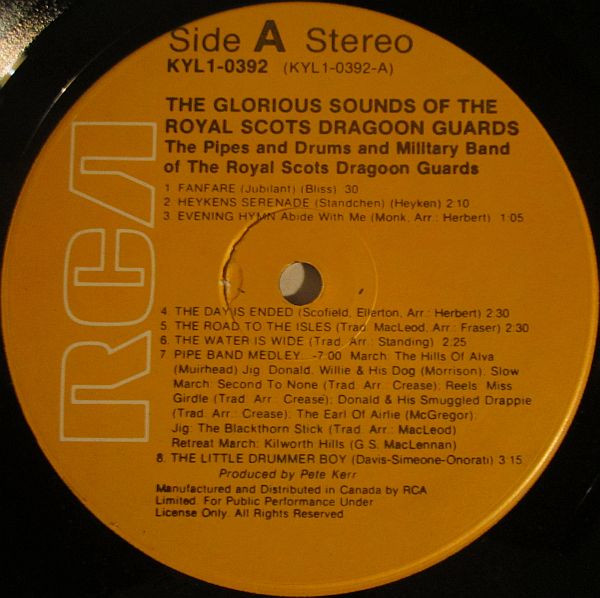 Side A Stereo
KYL1-0392 (KYL1-0392-A)
THE GLORIOUS SOUNDS OF THE
ROYAL SCOTS DRAGOON GUARDS
The Pipes and Drums and Military Band
of The Royal Scots Dragoon Guards
1. FANFARE (Jubilant) (Bliss) 30
2. HEYKENS SERENADE (Standchen) (Heyken) 2:10
3. EVENING HYMN Abide With Me (Monk, Arr.: Herbert) 1:05
4. THE DAY IS ENDED (Scofield, Ellerton, Arr.: Herbert) 2:30
5. THE ROAD TO THE ISLES (Trad. MacLeod, Arr.: Fraser) 2:30
6. THE WATER IS WIDE (Trad., Arr.: Standing) 2:25
7. PIPE BAND MEDLEY...-7:00 March: The Hills Of Alva
(Muirhead) Jig: Donald, Willie & His Dog (Morrison), Slow
March: Second To None (Trad. Arr.: Crease); Reels: Miss
Girdle (Trad. Arr.: Crease); Donald & His Smuggled Drappie
(Trad. Arr.: Crease), The Earl Of Airlie (McGregor);
Jig: The Blackthorn Stick (Trad. Arr.: MacLeod)
Retreat March: Kilworth Hills (G.S. MacLennan)
8. THE LITTLE DRUMMER BOY (Davis-Simeone-Onorati) 3:15
Produced by Pete Kerr
Manufactured and Distributed in Canada by RCA
Limited. For Public Performance Under
License Only. All Rights Reserved.
RCA